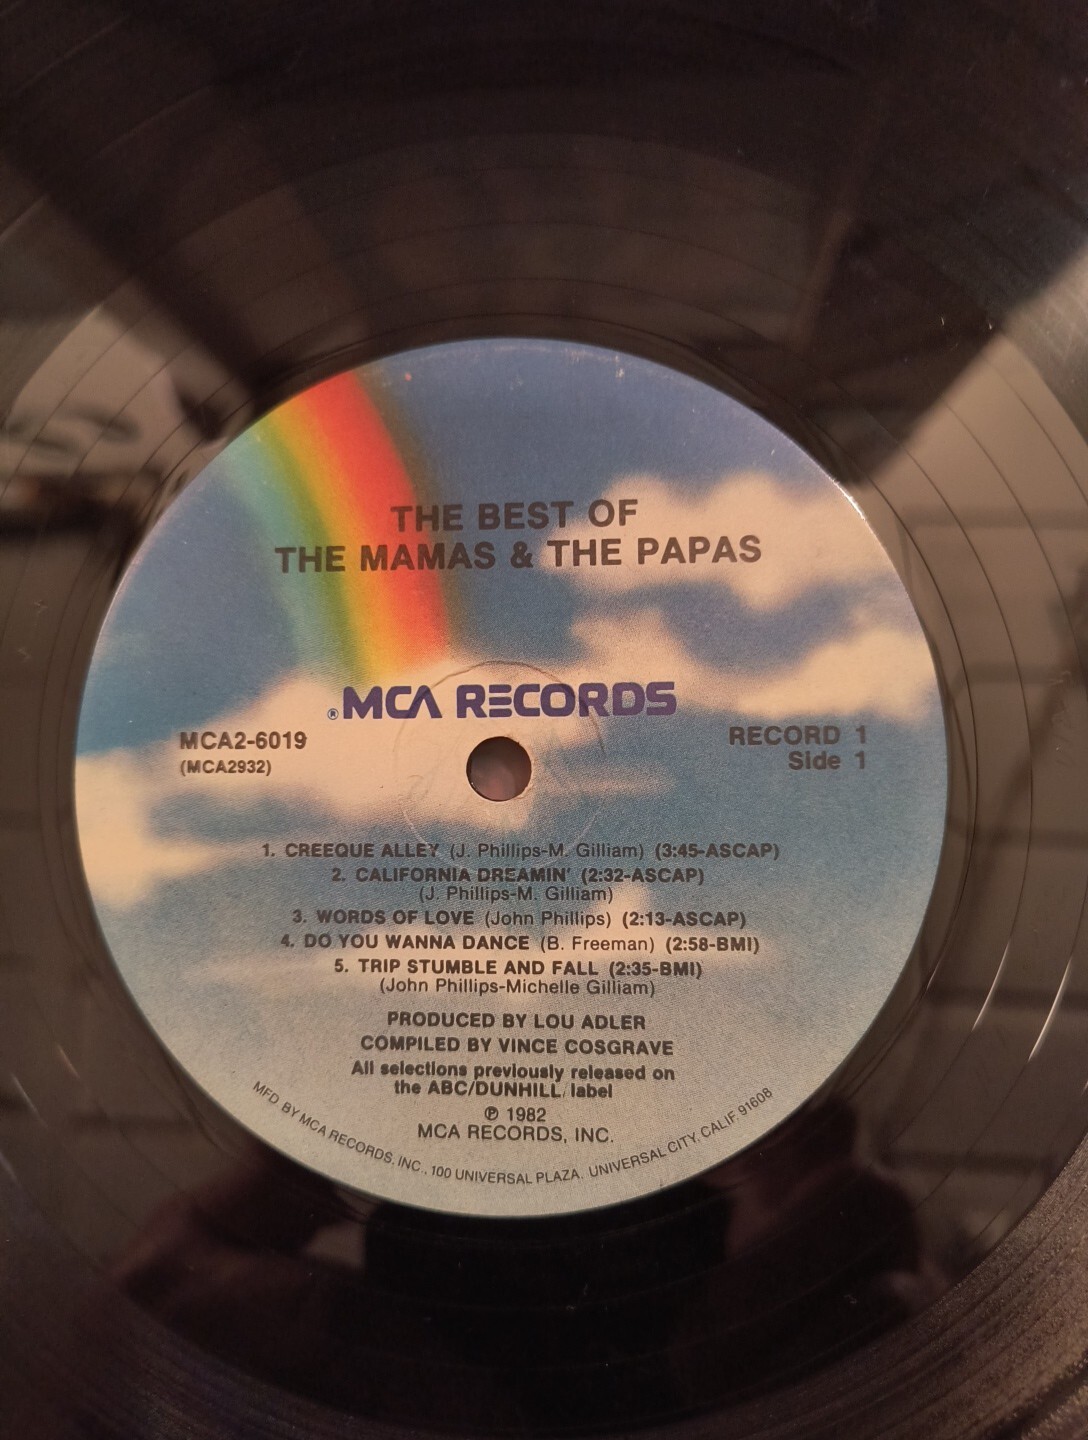 THE BEST OF
THE MAMAS & THE PAPAS
®MCA RECORDS
MCA2-6019
(MCA2932)
RECORD 1
Side 1
1. CREEQUE ALLEY (J. Phillips-M. Gilliam) (3:45-ASCAP)
2. CALIFORNIA DREAMIN' (2:32-ASCAP)
(J. Phillips-M. Gilliam)
3. WORDS OF LOVE (John Phillips) (2:13-ASCAP)
4. DO YOU WANNA DANCE (B. Freeman) (2:58-BMI)
5. TRIP STUMBLE AND FALL (2:35-BMI)
(John Phillips-Michelle Gilliam)
PRODUCED BY LOU ADLER
COMPILED BY VINCE COSGRAVE
All selections previously released on
the ABC/DUNHILL label
℗ 1982
MCA RECORDS, INC.
MFD BY MCA RECORDS, INC., 100 UNIVERSAL PLAZA, UNIVERSAL CITY, CALIF. 91608